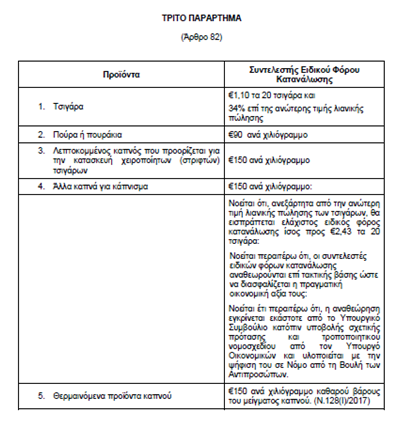 ΤΡΙΤΟ ΠΑΡΑΡΤΗΜΑ
(Άρθρο 82)
Προϊόντα
Συντελεστής Ειδικού Φόρου
Κατανάλωσης
1. Τσιγάρα
€1,10 τα 20 τσιγάρα και
34% επί της ανώτερης τιμής λιανικής
πώλησης
2. Πούρα ή πουράκια
€90 ανά χιλιόγραμμο
3. Λεπτοκομμένος καπνός που προορίζεται για
την κατασκευή χειροποίητων (στριφτών)
τσιγάρων
€150 ανά χιλιόγραμμο
4. Άλλα καπνά για κάπνισμα
€150 ανά χιλιόγραμμο:
Νοείται ότι, ανεξάρτητα από την ανώτερη
τιμή λιανικής πώλησης των τσιγάρων, θα
εισπράττεται ελάχιστος ειδικός φόρος
κατανάλωσης ίσος προς €2,43 τα 20
τσιγάρα:
Νοείται περαιτέρω ότι, οι συντελεστές
ειδικών φόρων κατανάλωσης
αναθεωρούνται επί τακτικής βάσης ώστε
να διασφαλίζεται η πραγματική
οικονομική αξία τους:
Νοείται έτι περαιτέρω ότι, η αναθεώρηση
εγκρίνεται εκάστοτε από το Υπουργικό
Συμβούλιο κατόπιν υποβολής σχετικής
πρότασης και τροποποιητικού
νομοσχεδίου από τον Υπουργό
Οικονομικών και υλοποιείται με την
ψήφιση του σε Νόμο από τη Βουλή των
Αντιπροσώπων.
5. Θερμαινόμενα προϊόντα καπνού
€150 ανά χιλιόγραμμο καθαρού βάρους
του μείγματος καπνού. (Ν.128(Ι)/2017)